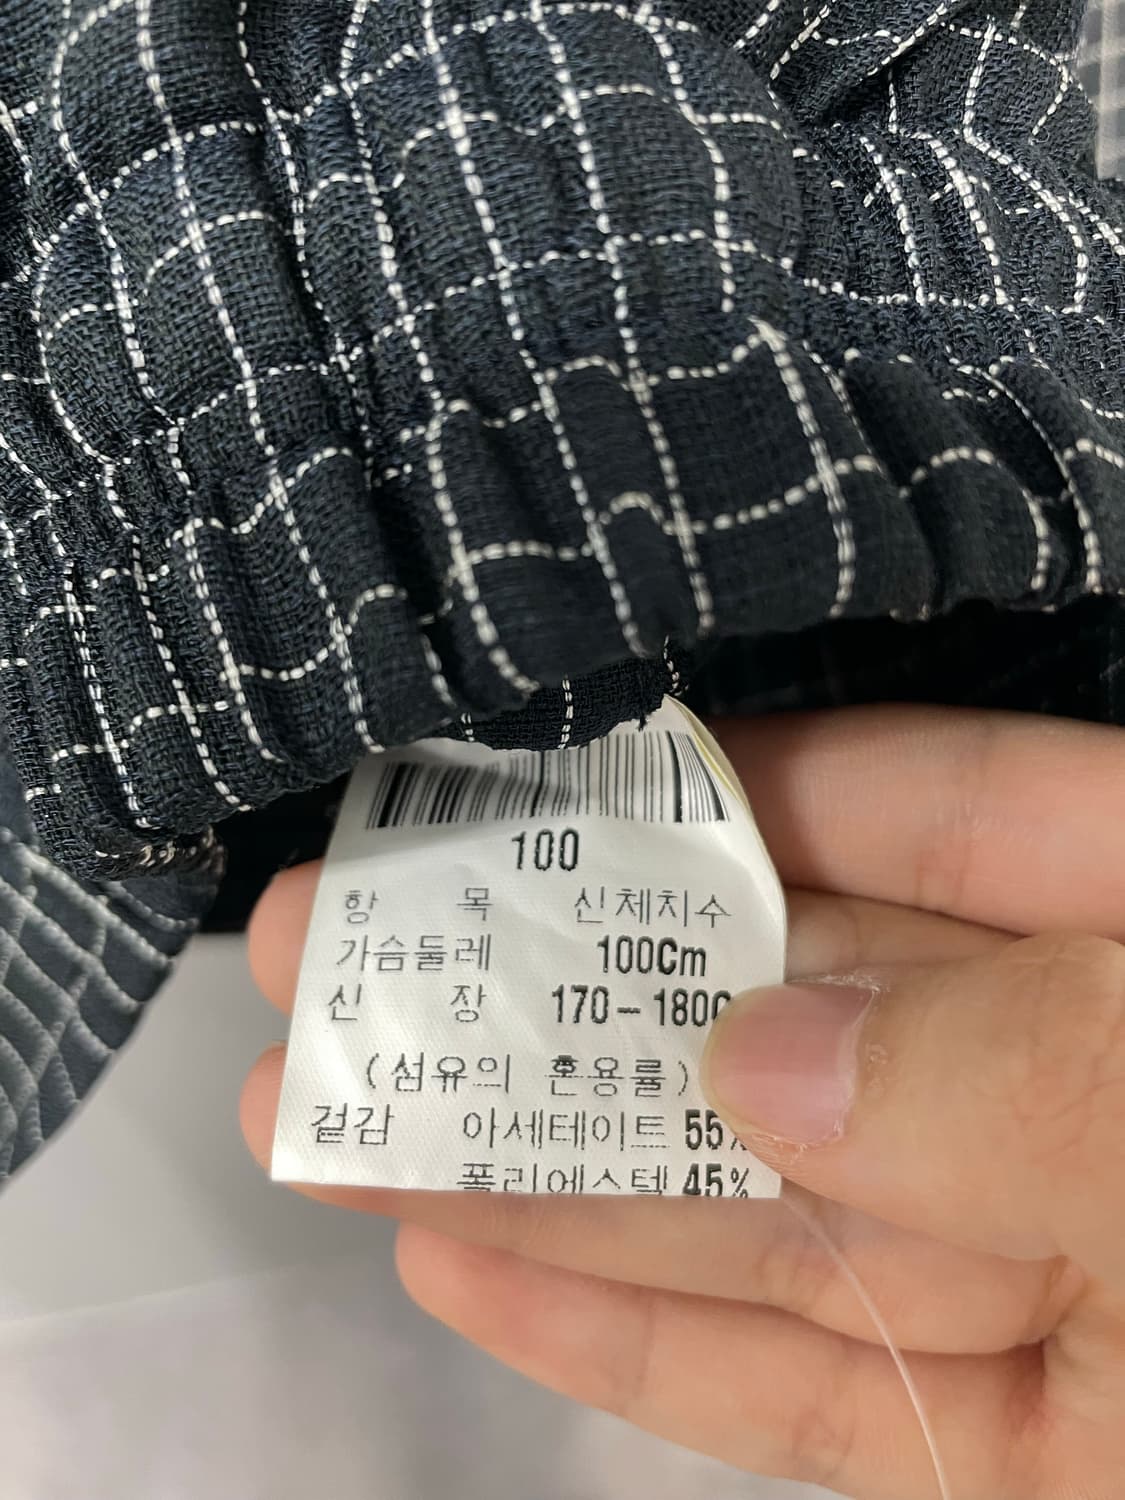 100
항 목 신체치수
가슴둘레 100Cm
신 장 170-180C
(섬유의 혼용률)
겉감 아세테이트 55%
폴리에스텔 45%